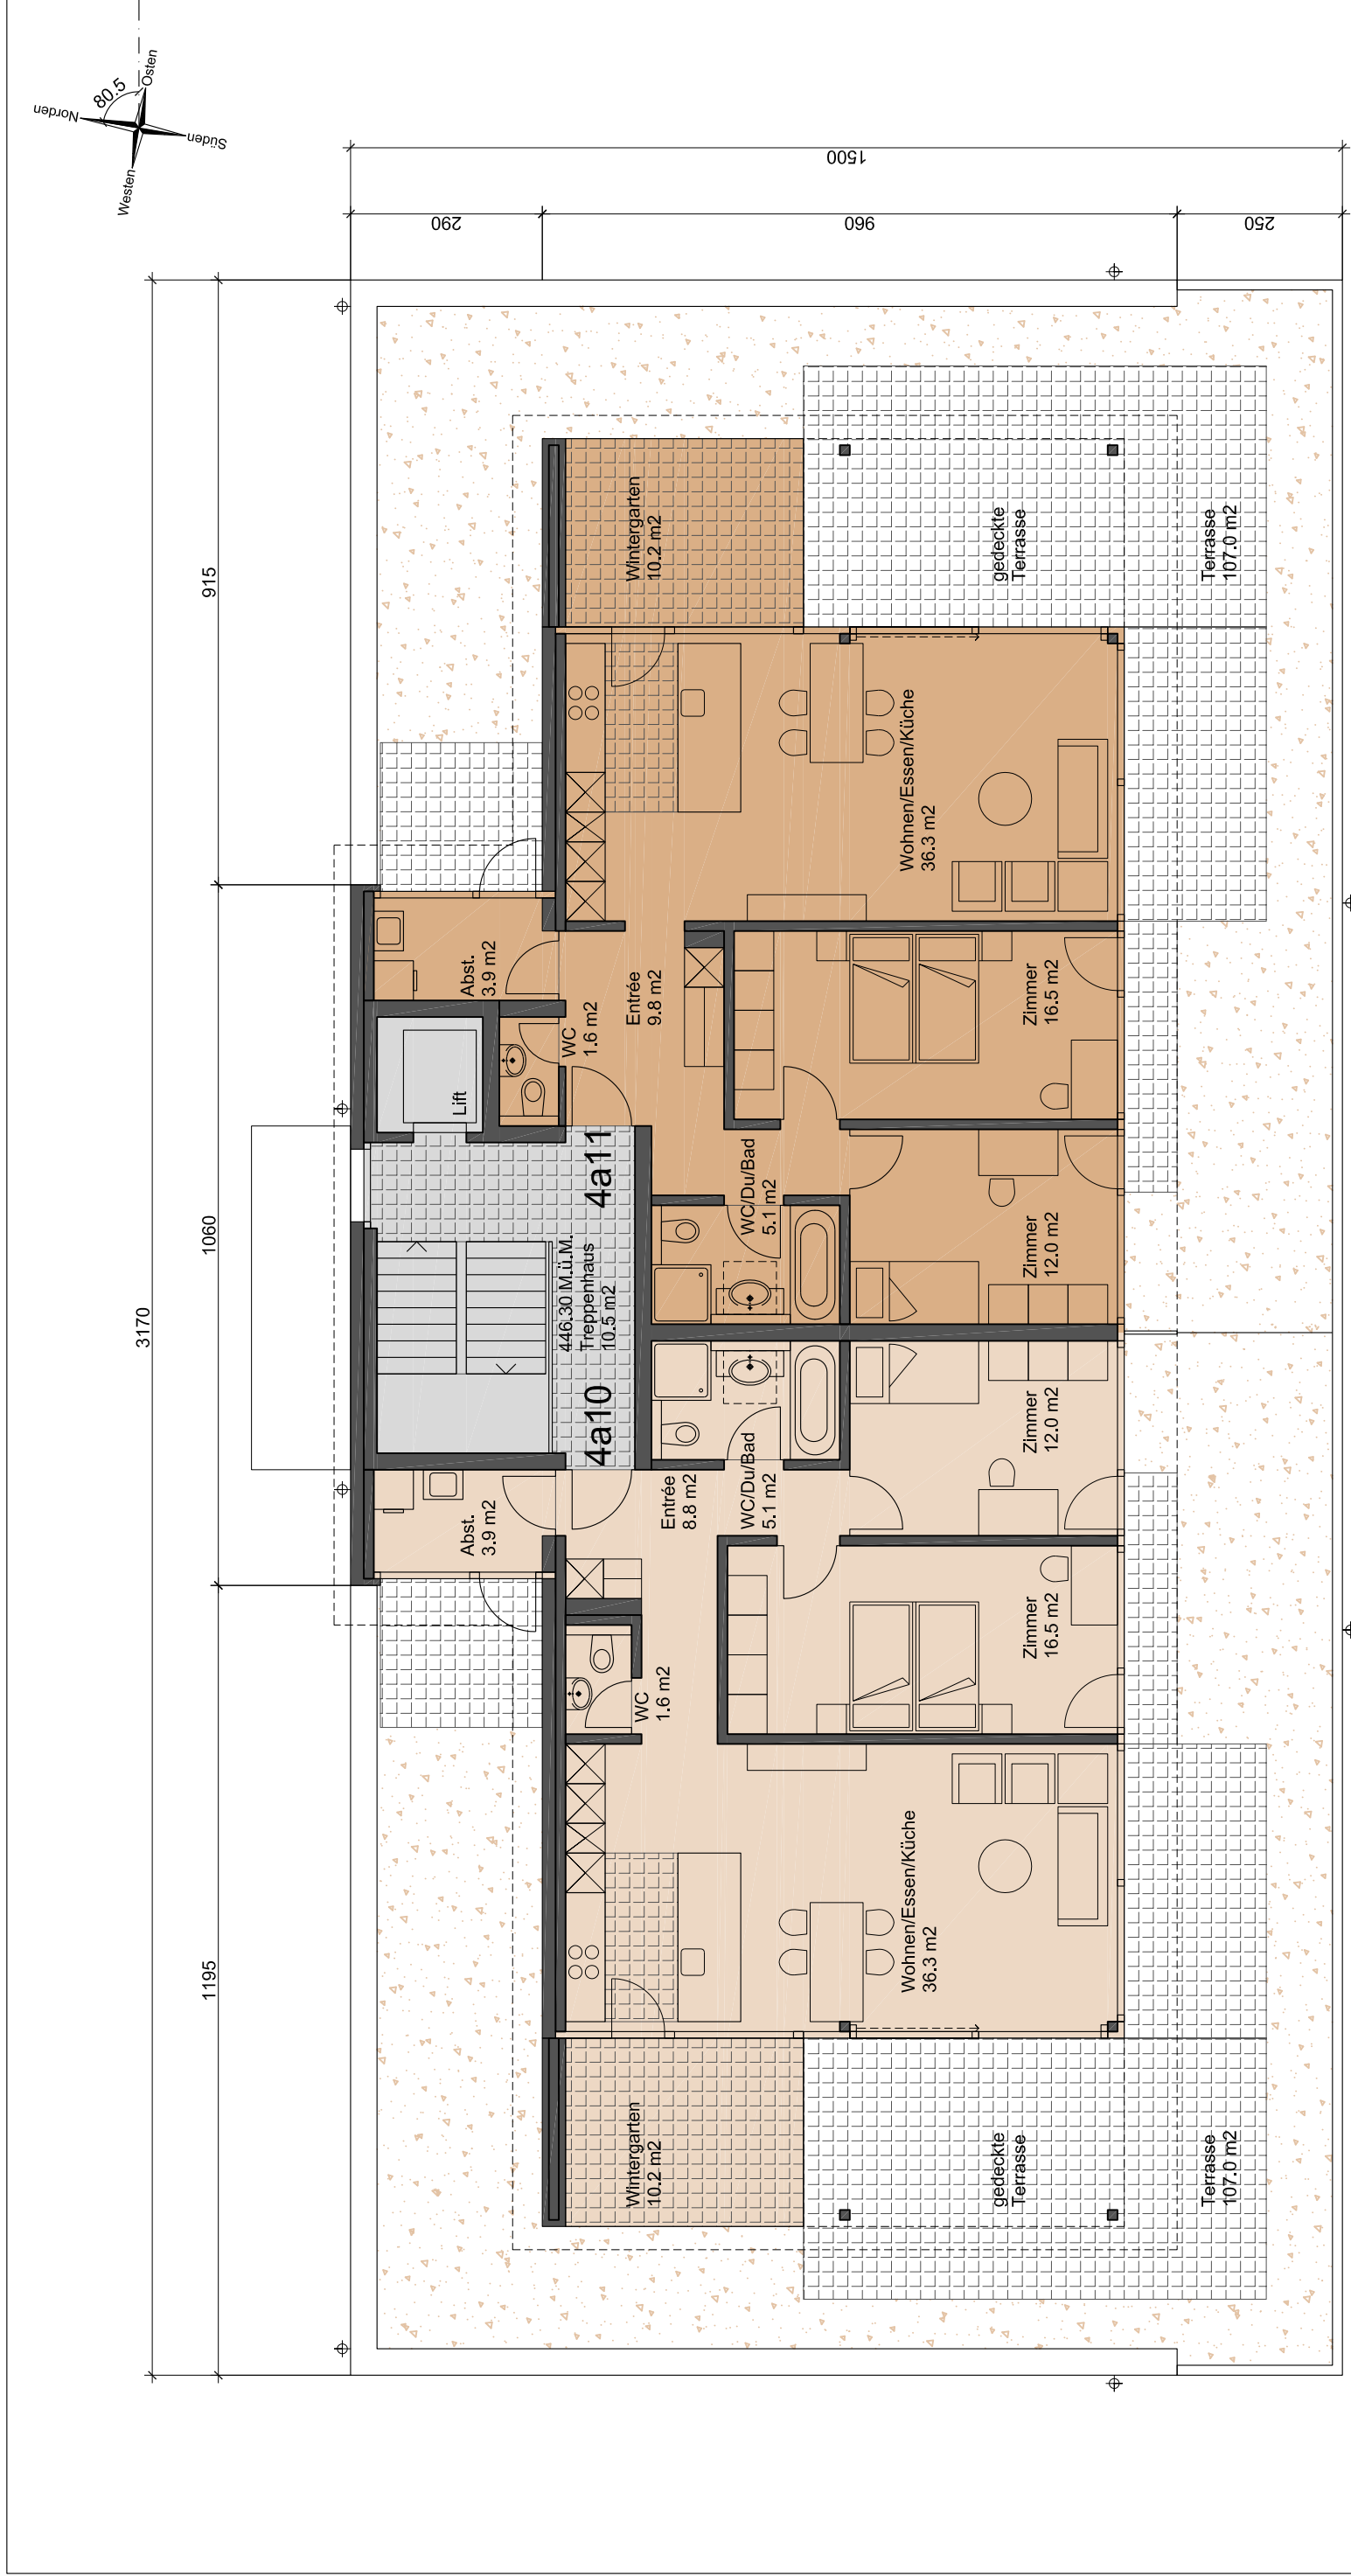 Norden
Osten
Süden
Westen
80.5
1500
290
960
250
3170
915
1060
1195
Wintergarten
10.2 m2
gedeckte
Terrasse
Terrasse
107.0 m2
Wohnen/Essen/Küche
36.3 m2
Abst.
3.9 m2
Entrée
9.8 m2
WC
1.6 m2
Zimmer
16.5 m2
Lift
4a11
WC/Du/Bad
5.1 m2
Zimmer
12.0 m2
446.30 M.ü.M.
Treppenhaus
10.5 m2
4a10
Zimmer
12.0 m2
Entrée
8.8 m2
WC/Du/Bad
5.1 m2
Abst.
3.9 m2
Zimmer
16.5 m2
WC
1.6 m2
Wohnen/Essen/Küche
36.3 m2
Wintergarten
10.2 m2
gedeckte
Terrasse
Terrasse
107.0 m2